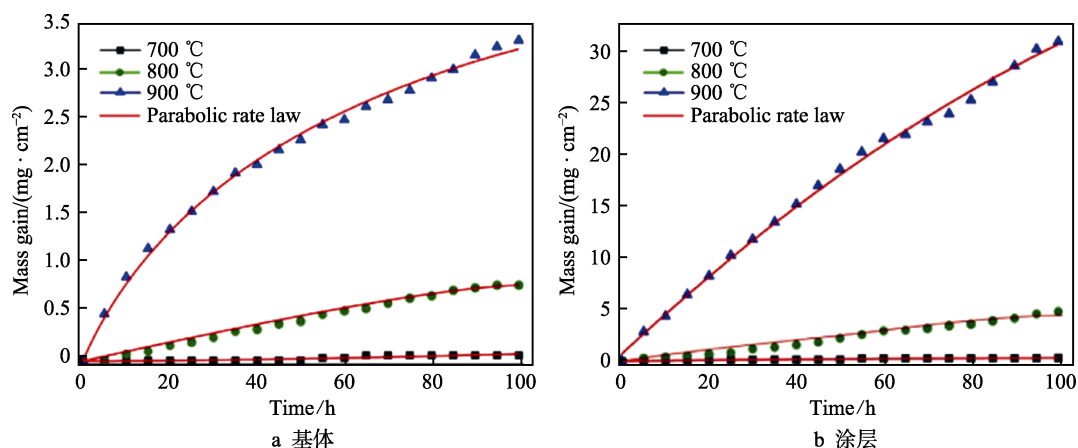 3.5
3.0
2.5
2.0
1.5
1.0
0.5
0
Mass gain/(mg · cm⁻²)
700 ℃
800 ℃
900 ℃
Parabolic rate law
0 20 40 60 80 100
Time/h
a 基体
30
25
20
15
10
5
0
Mass gain/(mg · cm⁻²)
700 ℃
800 ℃
900 ℃
Parabolic rate law
0 20 40 60 80 100
Time/h
b 涂层